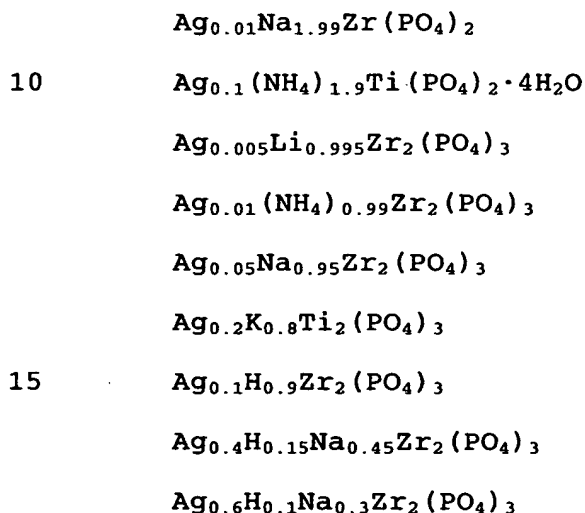 Ag₀.₀₁Na₁.₉₉Zr(PO₄)₂
10 Ag₀.₁(NH₄)₁.₉Ti(PO₄)₂·4H₂O
Ag₀.₀₀₅Li₀.₉₉₅Zr₂(PO₄)₃
Ag₀.₀₁(NH₄)₀.₉₉Zr₂(PO₄)₃
Ag₀.₀₅Na₀.₉₅Zr₂(PO₄)₃
Ag₀.₂K₀.₈Ti₂(PO₄)₃
15 Ag₀.₁H₀.₉Zr₂(PO₄)₃
Ag₀.₄H₀.₁₅Na₀.₄₅Zr₂(PO₄)₃
Ag₀.₆H₀.₁Na₀.₃Zr₂(PO₄)₃